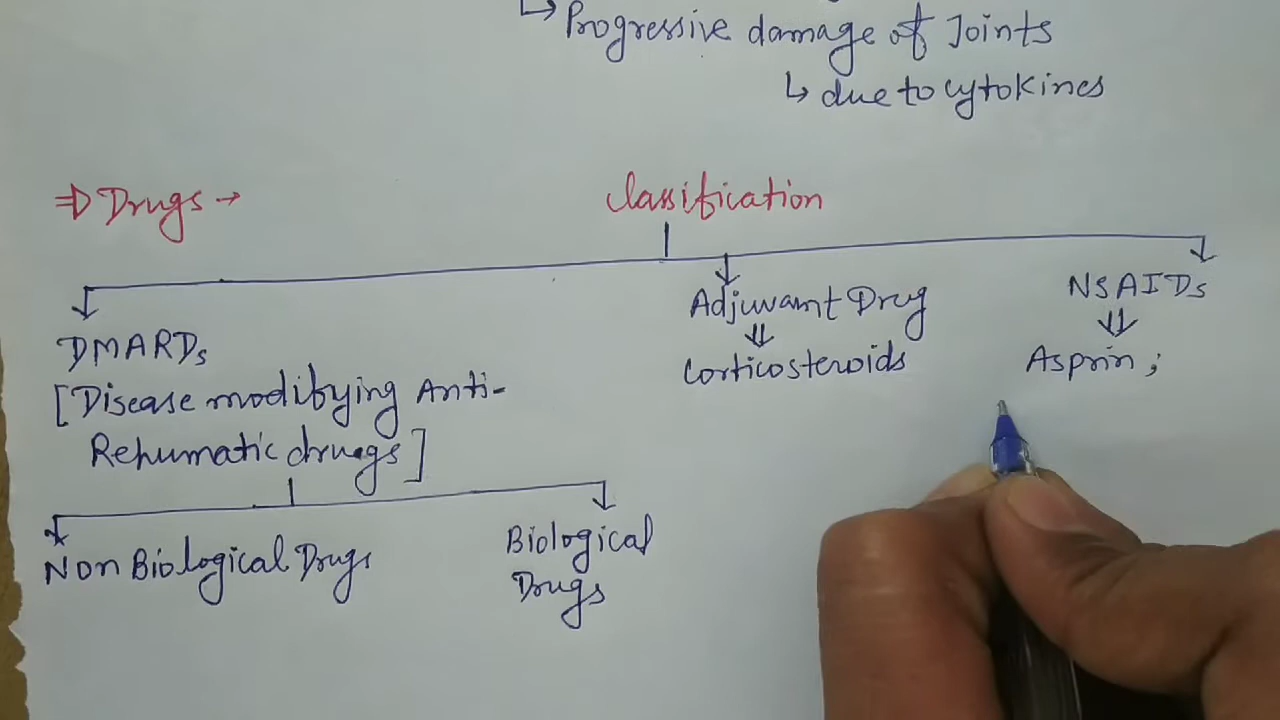 ↳ Progressive damage of Joints
↳ due to cytokines
⇒ Drugs →
Classification
DMARDs
[Disease modifying Anti-
Rehumatic drugs]
Non Biological Drugs
Biological
Drugs
Adjuvant Drug
⇓
Corticosteroids
NSAIDs
⇓
Asprin ;